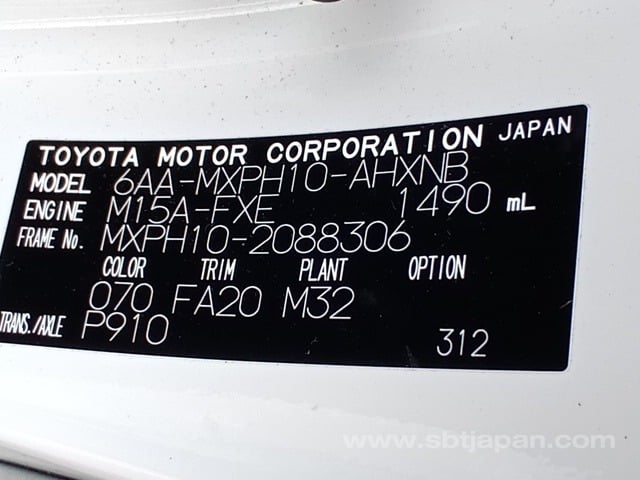 TOYOTA MOTOR CORPORATION JAPAN
MODEL 6AA-MXPH10-AHXNB
ENGINE M15A-FXE 1490 mL
FRAME No. MXPH10-2088306
COLOR TRIM PLANT OPTION
070 FA20 M32
TRANS./AXLE P910
312
www.sbtjapan.com